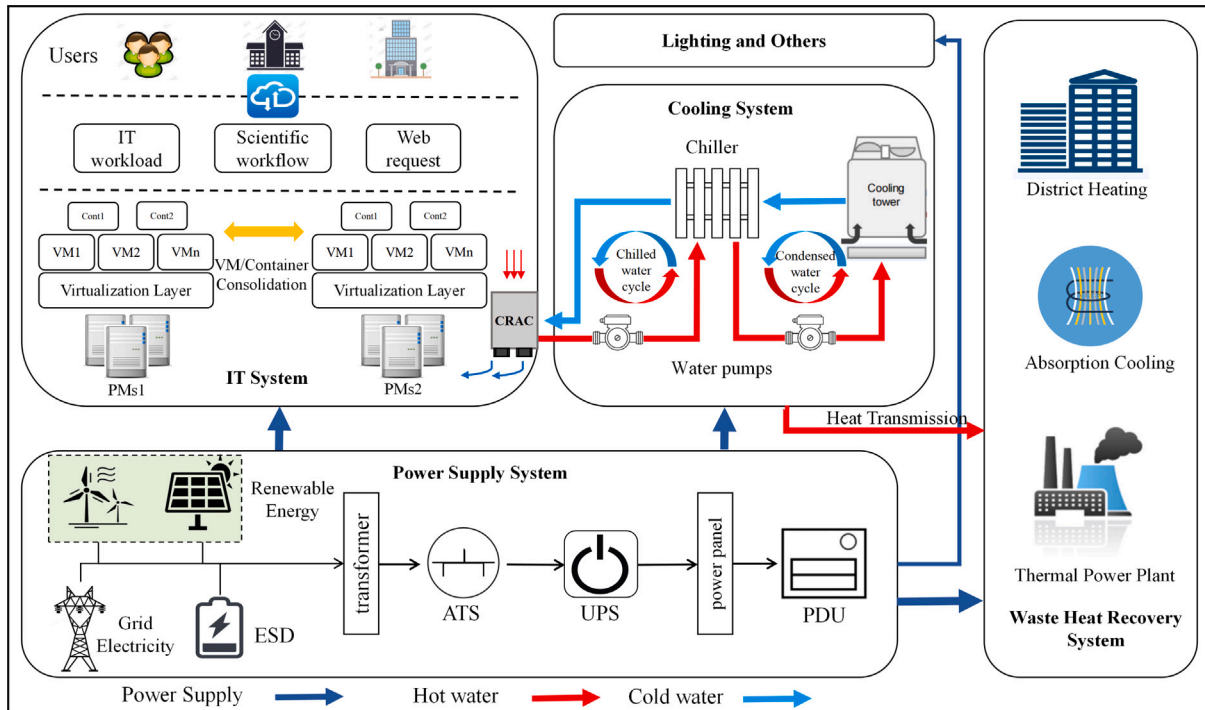 Users
IT
workload
Scientific
workflow
Web
request
Cont1
Cont2
VM1
VM2
VMn
Virtualization Layer
VM/Container
Consolidation
Cont1
Cont2
VM1
VM2
VMn
Virtualization Layer
PMs1
PMs2
IT System
CRAC
Lighting and Others
Cooling System
Chiller
Cooling
tower
Chilled
water
cycle
Condensed
water
cycle
Water pumps
Heat Transmission
District Heating
Absorption Cooling
Thermal Power Plant
Waste Heat Recovery
System
Power Supply System
Renewable
Energy
Grid
Electricity
ESD
transformer
ATS
UPS
power panel
PDU
Power Supply
Hot water
Cold water